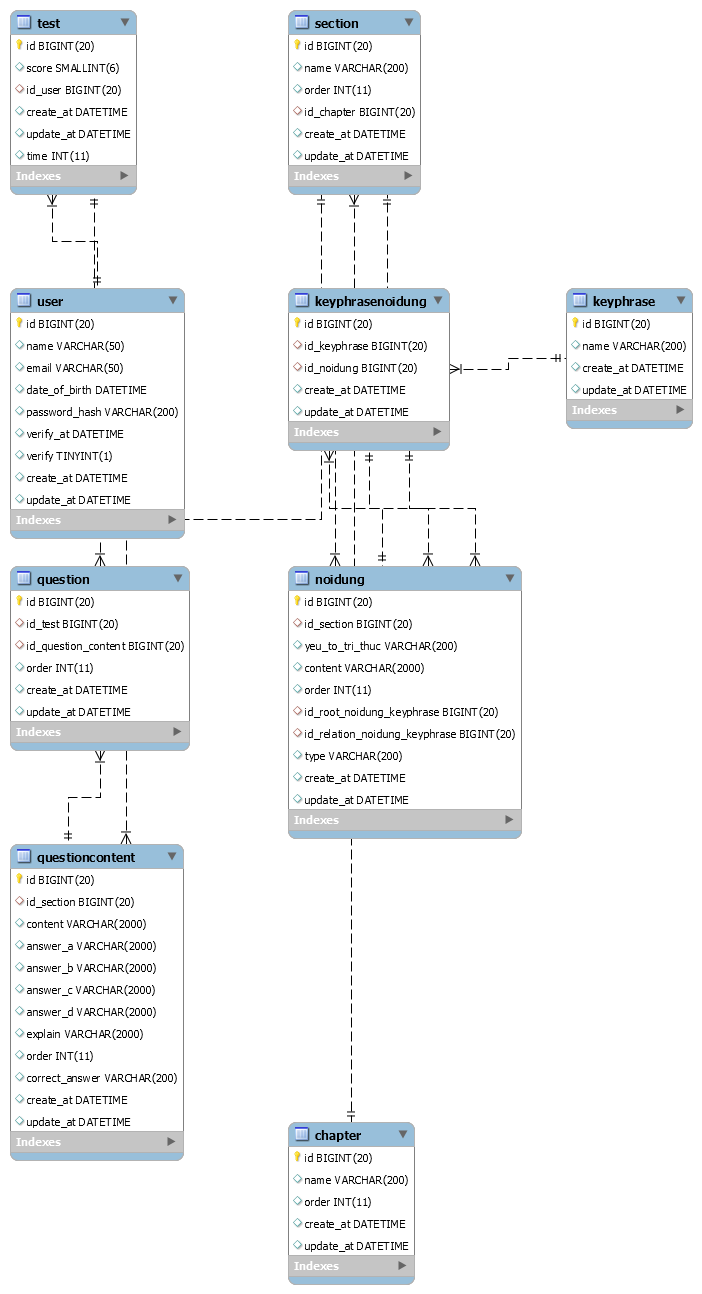 test
id BIGINT(20)
score SMALLINT(6)
id_user BIGINT(20)
create_at DATETIME
update_at DATETIME
time INT(11)
Indexes
section
id BIGINT(20)
name VARCHAR(200)
order INT(11)
id_chapter BIGINT(20)
create_at DATETIME
update_at DATETIME
Indexes
user
id BIGINT(20)
name VARCHAR(50)
email VARCHAR(50)
date_of_birth DATETIME
password_hash VARCHAR(200)
verify_at DATETIME
verify TINYINT(1)
create_at DATETIME
update_at DATETIME
Indexes
keyphrasenoidung
id BIGINT(20)
id_keyphrase BIGINT(20)
id_noidung BIGINT(20)
create_at DATETIME
update_at DATETIME
Indexes
keyphrase
id BIGINT(20)
name VARCHAR(200)
create_at DATETIME
update_at DATETIME
Indexes
question
id BIGINT(20)
id_test BIGINT(20)
id_question_content BIGINT(20)
order INT(11)
create_at DATETIME
update_at DATETIME
Indexes
noidung
id BIGINT(20)
id_section BIGINT(20)
yeu_to_tri_thuc VARCHAR(200)
content VARCHAR(2000)
order INT(11)
id_root_noidung_keyphrase BIGINT(20)
id_relation_noidung_keyphrase BIGINT(20)
type VARCHAR(200)
create_at DATETIME
update_at DATETIME
Indexes
questioncontent
id BIGINT(20)
id_section BIGINT(20)
content VARCHAR(2000)
answer_a VARCHAR(2000)
answer_b VARCHAR(2000)
answer_c VARCHAR(2000)
answer_d VARCHAR(2000)
explain VARCHAR(2000)
order INT(11)
correct_answer VARCHAR(200)
create_at DATETIME
update_at DATETIME
Indexes
chapter
id BIGINT(20)
name VARCHAR(200)
order INT(11)
create_at DATETIME
update_at DATETIME
Indexes